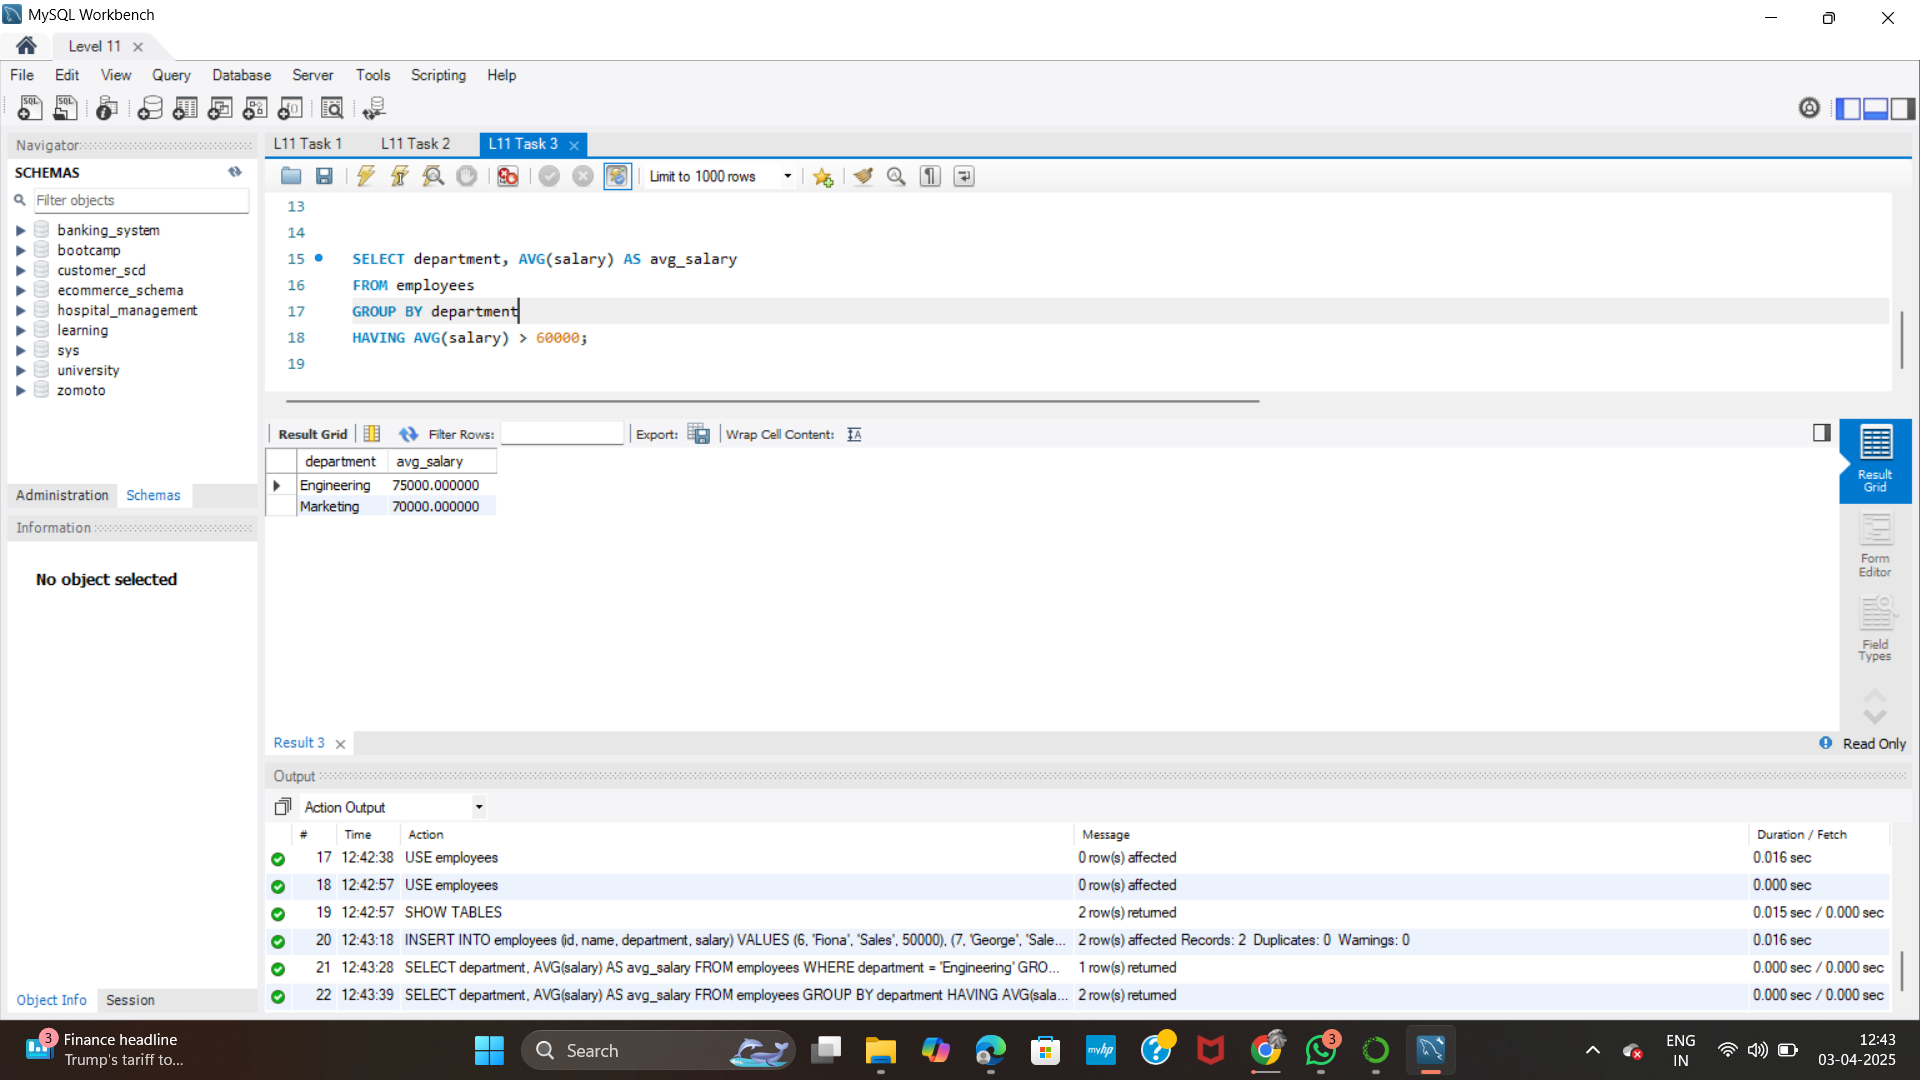 MySQL Workbench
Level 11
File Edit View Query Database Server Tools Scripting Help
Navigator
SCHEMAS
Filter objects
banking_system
bootcamp
customer_scd
ecommerce_schema
hospital_management
learning
sys
university
zomoto
Administration Schemas
Information
No object selected
Object Info Session
L11 Task 1 L11 Task 2 L11 Task 3
Limit to 1000 rows
13
14
15 SELECT department, AVG(salary) AS avg_salary
16 FROM employees
17 GROUP BY department
18 HAVING AVG(salary) > 60000;
19
Result Grid Filter Rows: Export: Wrap Cell Content:
department avg_salary
Engineering 75000.000000
Marketing 70000.000000
Result
Grid
Form
Editor
Field
Types
Result 3
Read Only
Output
Action Output
# Time Action Message Duration / Fetch
17 12:42:38 USE employees 0 row(s) affected 0.016 sec
18 12:42:57 USE employees 0 row(s) affected 0.000 sec
19 12:42:57 SHOW TABLES 2 row(s) returned 0.015 sec / 0.000 sec
20 12:43:18 INSERT INTO employees (id, name, department, salary) VALUES (6, 'Fiona', 'Sales', 50000), (7, 'George', 'Sale... 2 row(s) affected Records: 2 Duplicates: 0 Warnings: 0 0.016 sec
21 12:43:28 SELECT department, AVG(salary) AS avg_salary FROM employees WHERE department = 'Engineering' GRO... 1 row(s) returned 0.000 sec / 0.000 sec
22 12:43:39 SELECT department, AVG(salary) AS avg_salary FROM employees GROUP BY department HAVING AVG(sala... 2 row(s) returned 0.000 sec / 0.000 sec
3
Finance headline
Trump's tariff to...
Search
myhp
3
ENG
IN
12:43
03-04-2025